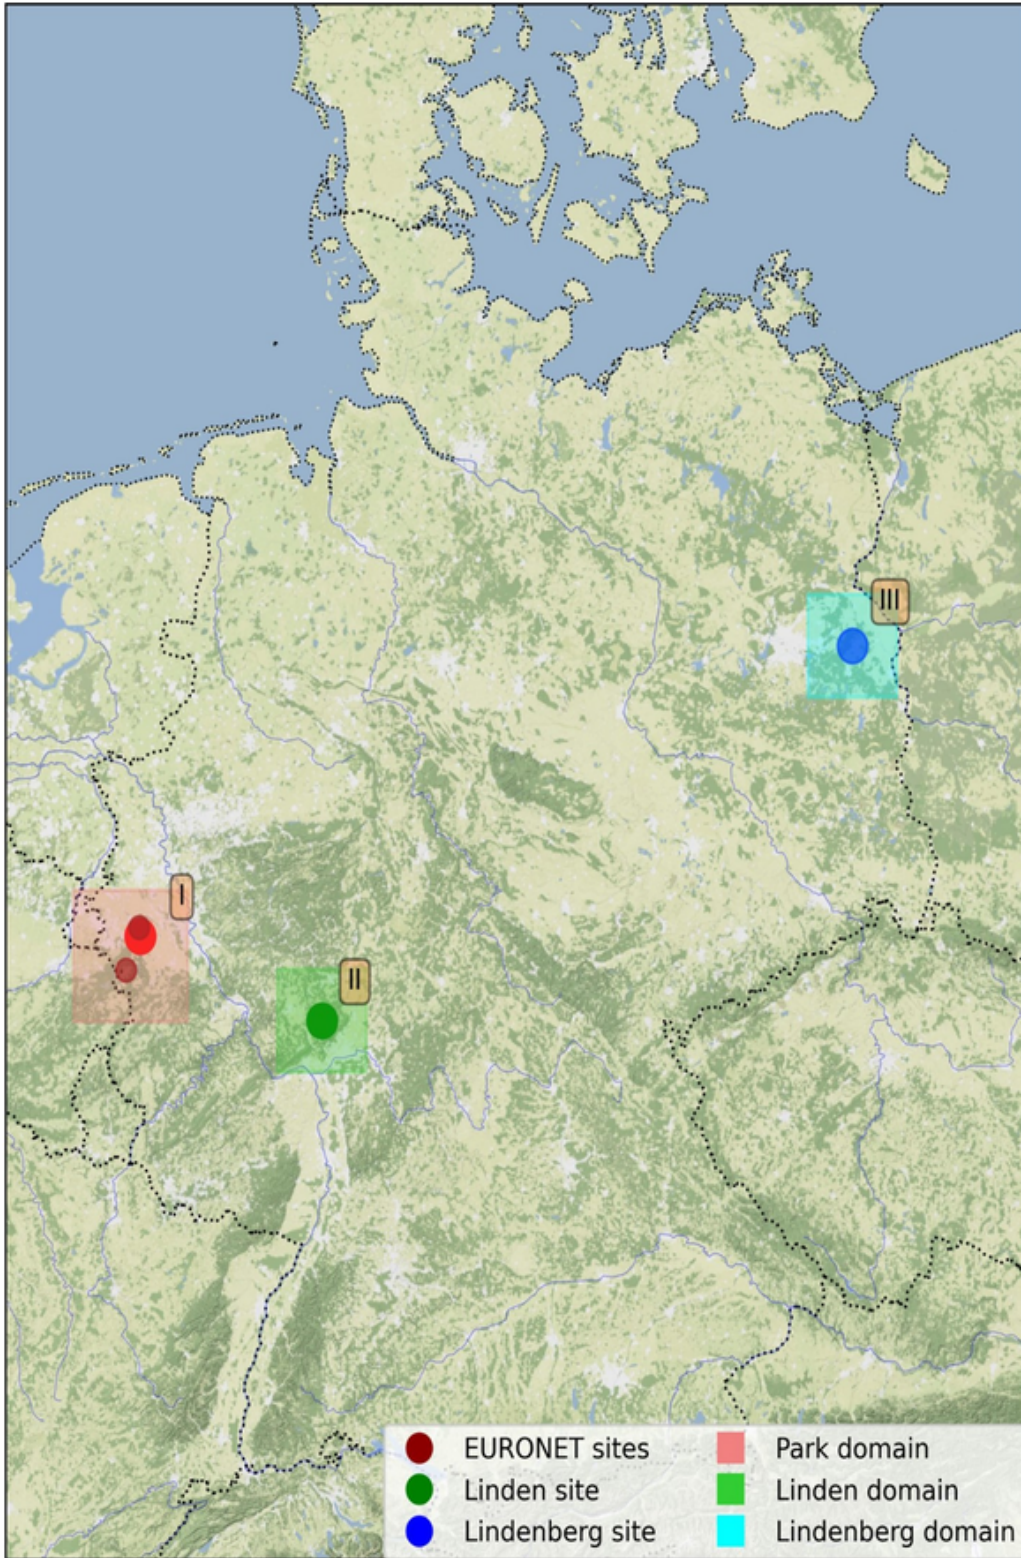 III
I
II
EURONET sites
Park domain
Linden site
Linden domain
Lindenberg site
Lindenberg domain